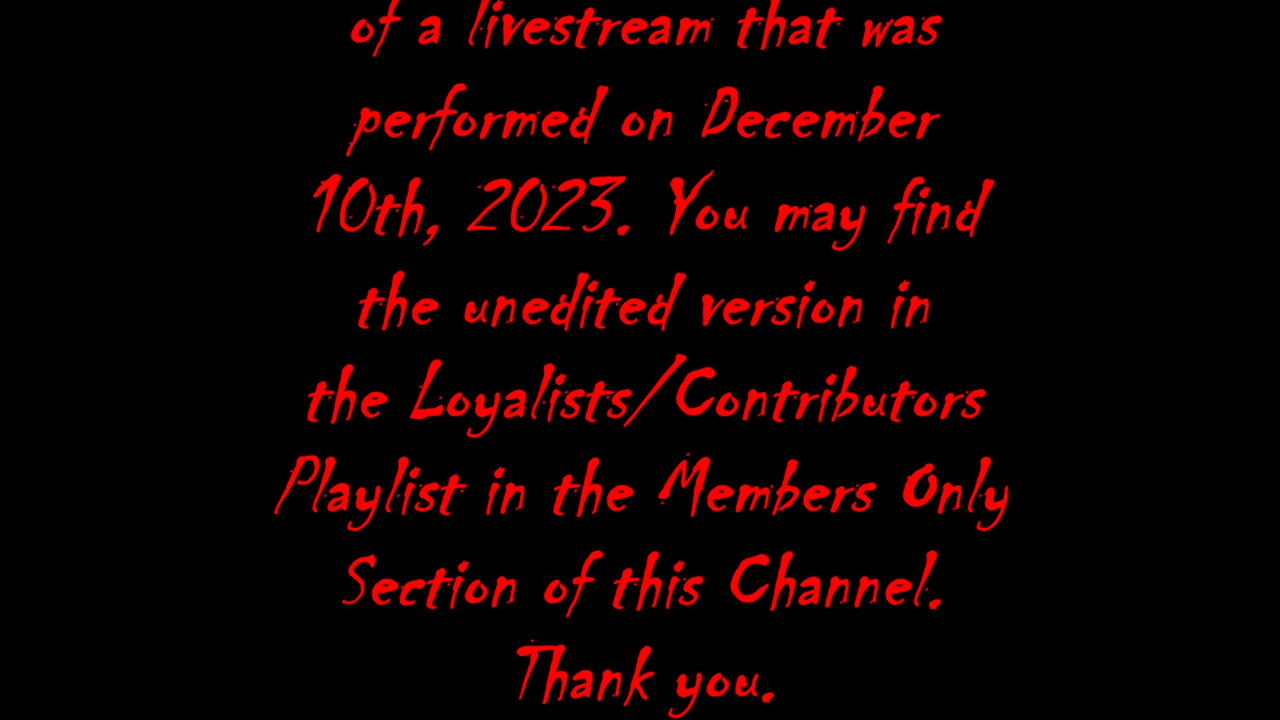 of a livestream that was
performed on December
10th, 2023. You may find
the unedited version in
the Loyalists/Contributors
Playlist in the Members Only
Section of this Channel.
Thank you.